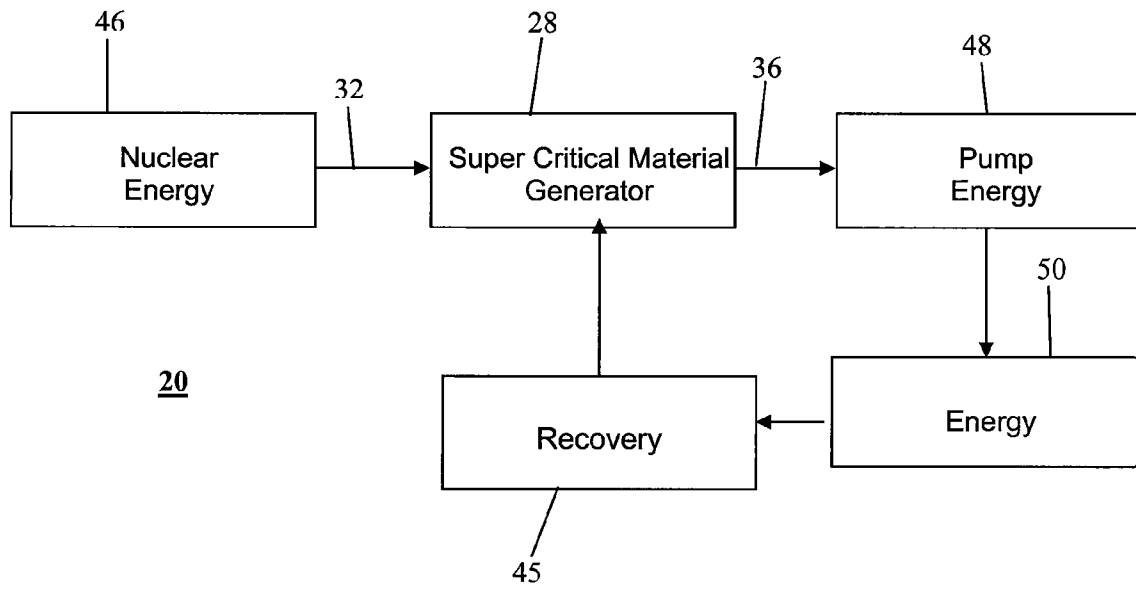 46
28
48
32
36
Nuclear
Energy
Super Critical Material
Generator
Pump
Energy
50
20
Recovery
Energy
45